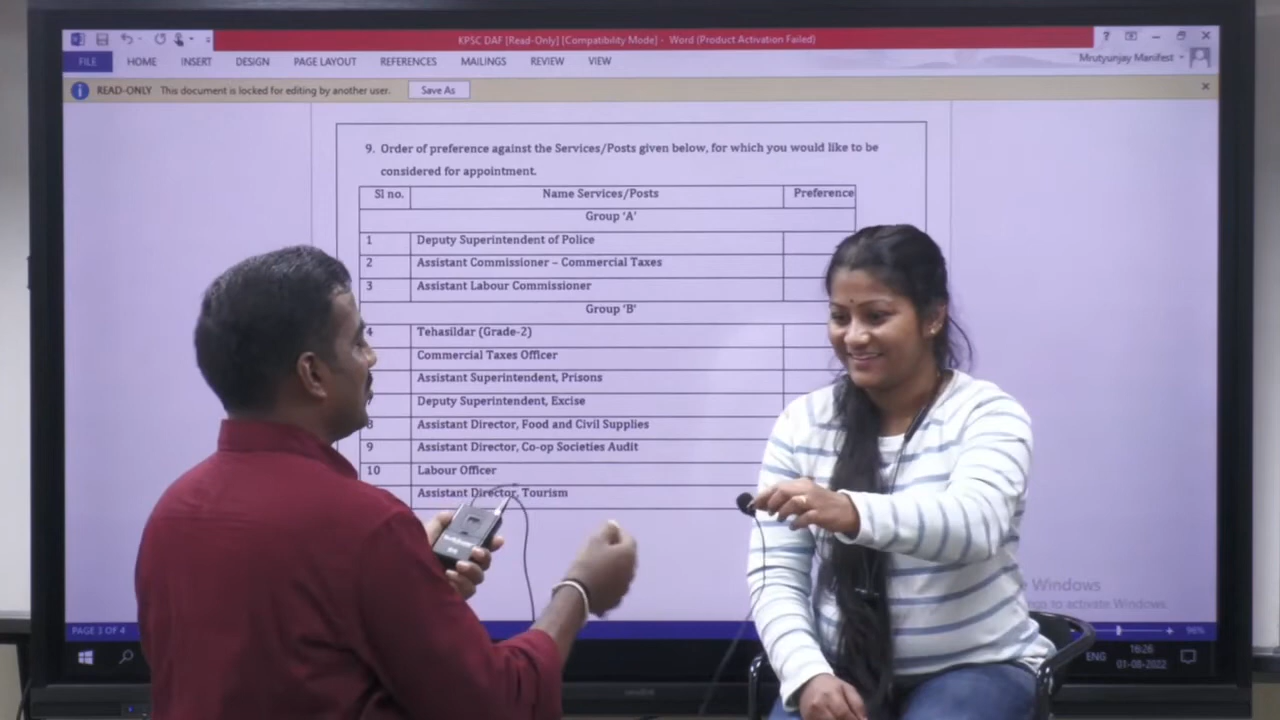 KPSC DAF [Read-Only] [Compatibility Mode] - Word (Product Activation Failed)
FILE HOME INSERT DESIGN PAGE LAYOUT REFERENCES MAILINGS REVIEW VIEW Mrutyunjay Manifest
READ-ONLY This document is locked for editing by another user. Save As
9. Order of preference against the Services/Posts given below, for which you would like to be
considered for appointment.
Sl no. Name Services/Posts Preference
Group 'A'
1 Deputy Superintendent of Police
2 Assistant Commissioner – Commercial Taxes
3 Assistant Labour Commissioner
Group 'B'
4 Tehasildar (Grade-2)
Commercial Taxes Officer
Assistant Superintendent, Prisons
7 Deputy Superintendent, Excise
8 Assistant Director, Food and Civil Supplies
9 Assistant Director, Co-op Societies Audit
10 Labour Officer
Assistant Director, Tourism
Windows
to activate Windows.
PAGE 3 OF 4 96%
ENG 16:26
01-08-2022